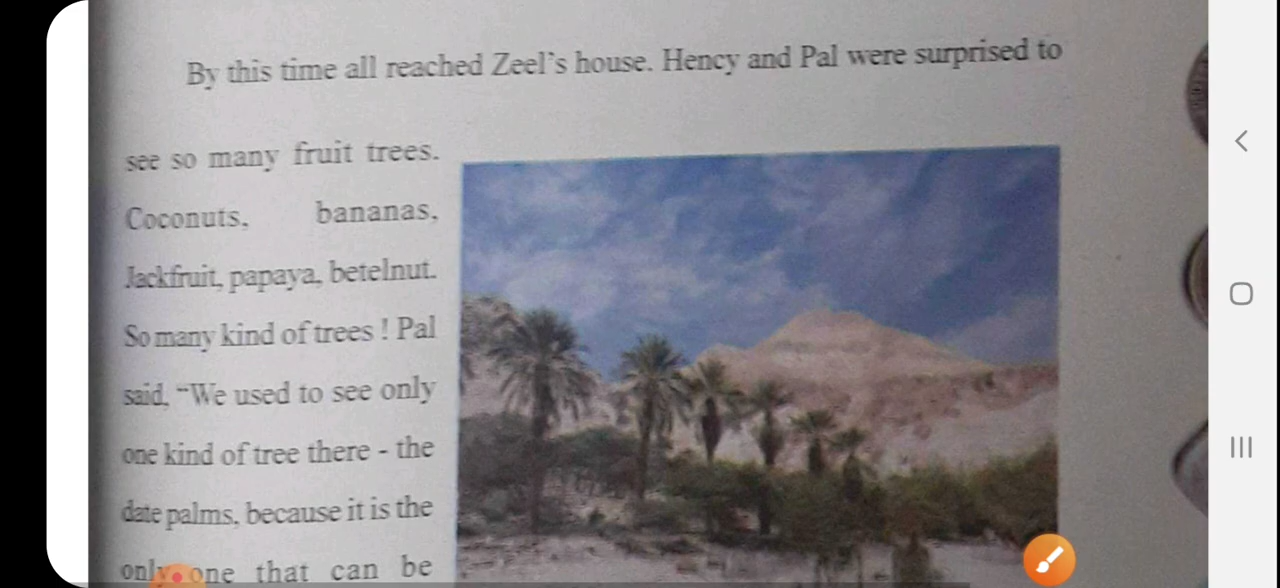 By this time all reached Zeel's house. Hency and Pal were surprised to
see so many fruit trees.
Coconuts, bananas,
Jackfruit, papaya, betelnut.
So many kind of trees ! Pal
said, "We used to see only
one kind of tree there - the
date palms, because it is the
only one that can be